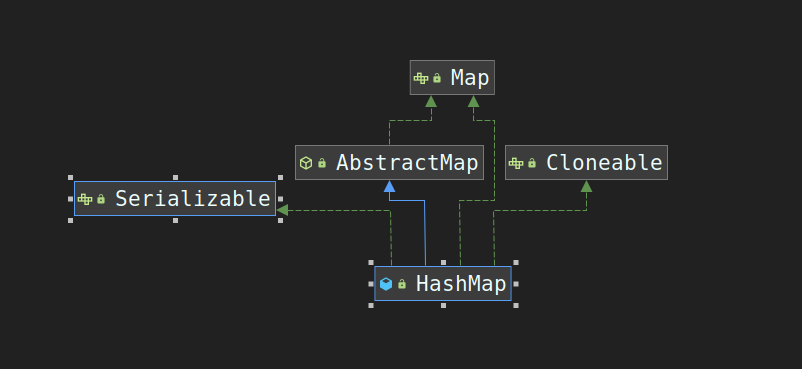 Map
AbstractMap
Cloneable
Serializable
HashMap